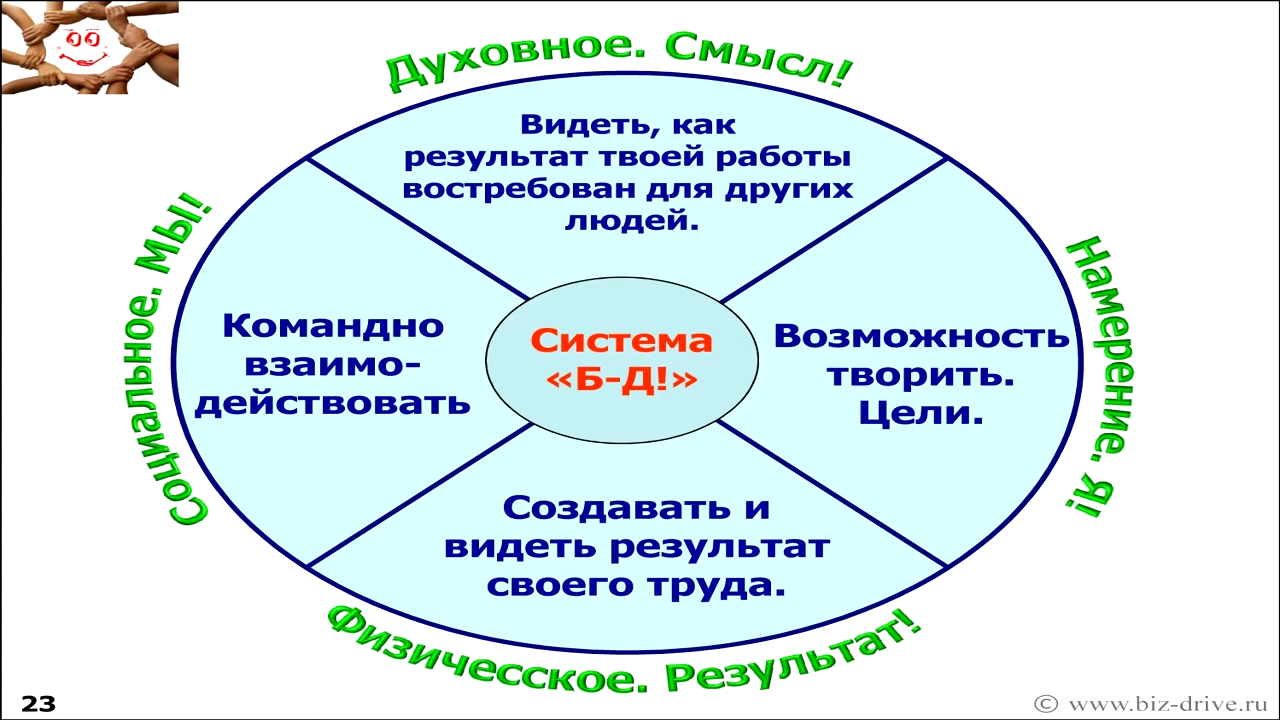 Духовное. Смысл!
Видеть, как
результат твоей работы
востребован для других
людей.
Социальное. МЫ!
Командно
взаимо-
действовать
Система
«Б-Д!»
Возможность
творить.
Цели.
Намерение. Я!
Создавать и
видеть результат
своего труда.
Физичесское. Результат!
23
© www.biz-drive.ru